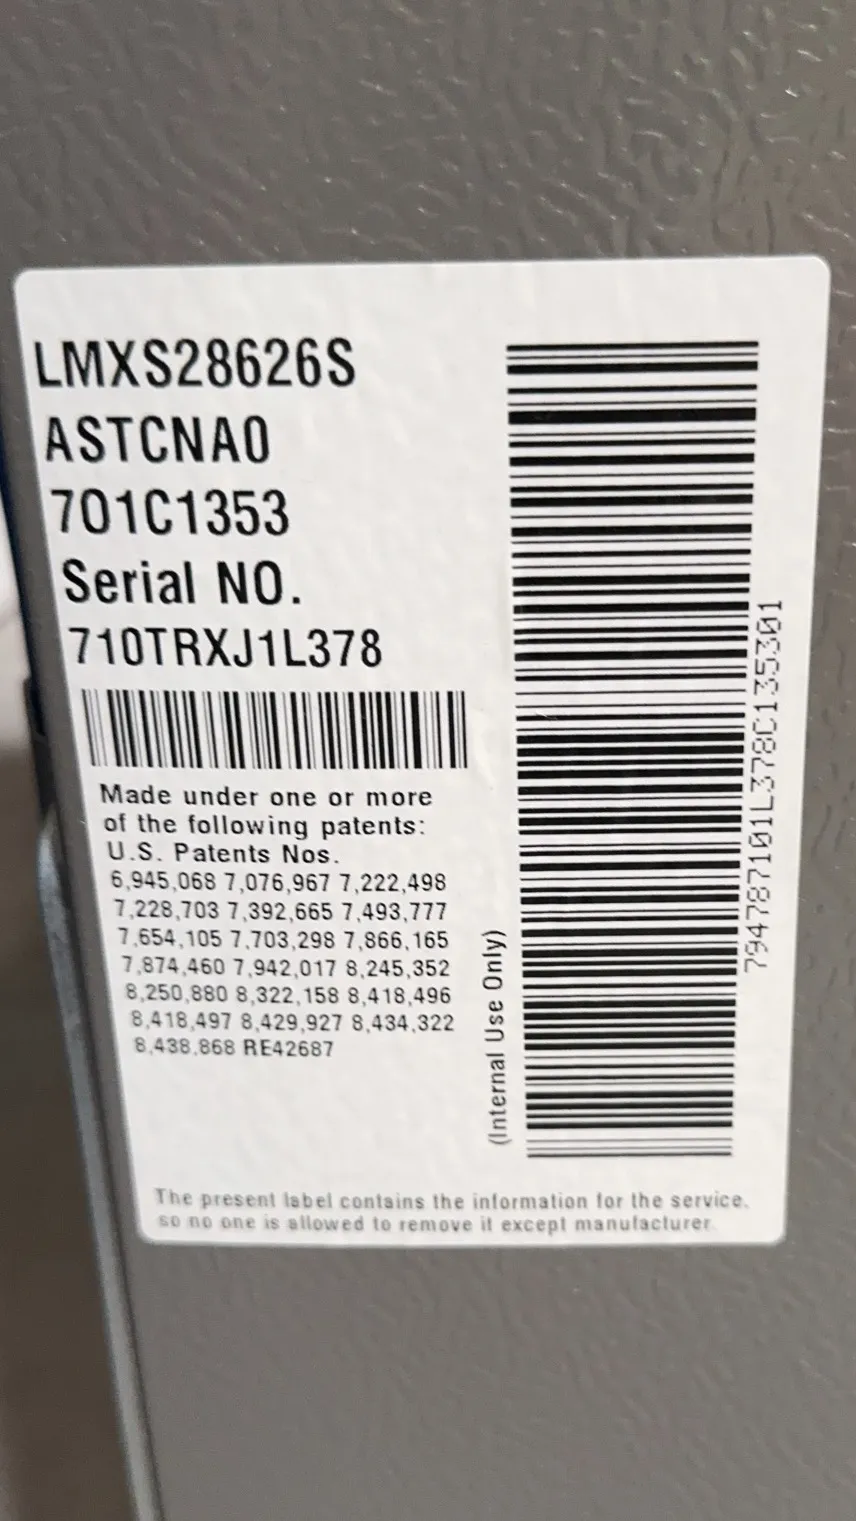 LMXS28626S
ASTCNA0
701C1353
Serial NO.
710TRXJ1L378
Made under one or more
of the following patents:
U.S. Patents Nos.
6,945,068 7,076,967 7,222,498
7,228,703 7,392,665 7,493,777
7,654,105 7,703,298 7,866,165
7,874,460 7,942,017 8,245,352
8,250,880 8,322,158 8,418,496
8,418,497 8,429,927 8,434,322
8,438,868 RE42687
(Internal Use Only)
794787101L378C135301
The present label contains the information for the service.
so no one is allowed to remove it except manufacturer.